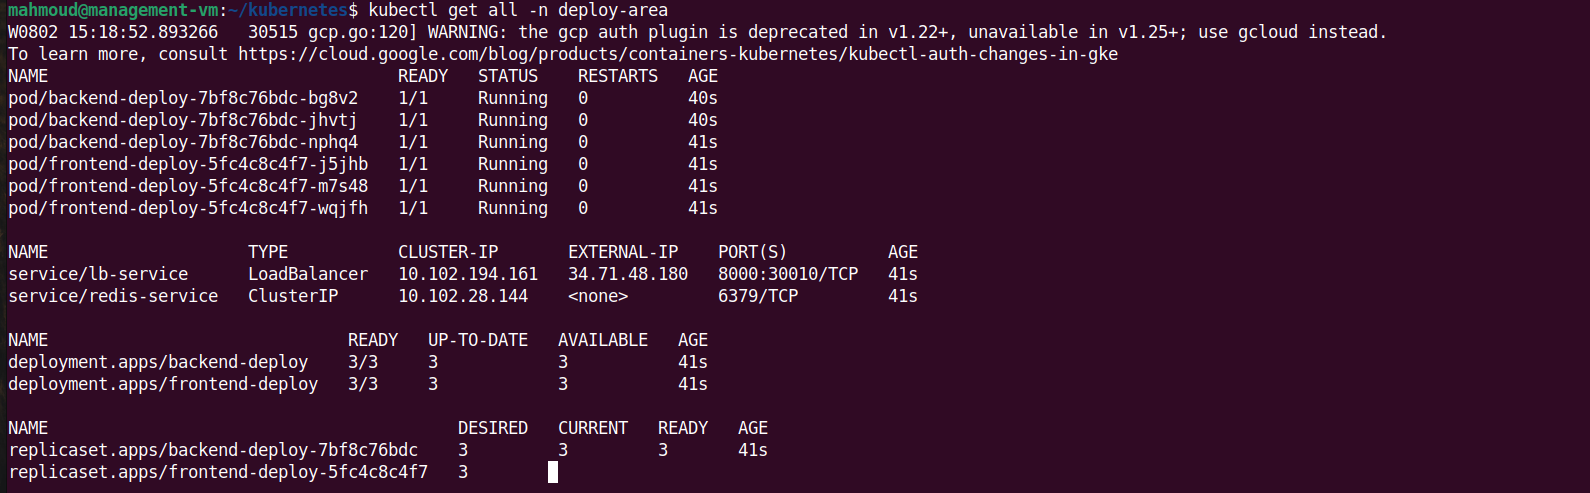 mahmoud@management-vm:~/kubernetes$ kubectl get all -n deploy-area
W0802 15:18:52.893266   30515 gcp.go:120] WARNING: the gcp auth plugin is deprecated in v1.22+, unavailable in v1.25+; use gcloud instead.
To learn more, consult https://cloud.google.com/blog/products/containers-kubernetes/kubectl-auth-changes-in-gke
NAME                                   READY   STATUS    RESTARTS   AGE
pod/backend-deploy-7bf8c76bdc-bg8v2    1/1     Running   0          40s
pod/backend-deploy-7bf8c76bdc-jhvtj    1/1     Running   0          40s
pod/backend-deploy-7bf8c76bdc-nphq4    1/1     Running   0          41s
pod/frontend-deploy-5fc4c8c4f7-j5jhb   1/1     Running   0          41s
pod/frontend-deploy-5fc4c8c4f7-m7s48   1/1     Running   0          41s
pod/frontend-deploy-5fc4c8c4f7-wqjfh   1/1     Running   0          41s
NAME                    TYPE           CLUSTER-IP       EXTERNAL-IP    PORT(S)          AGE
service/lb-service      LoadBalancer   10.102.194.161   34.71.48.180   8000:30010/TCP   41s
service/redis-service   ClusterIP      10.102.28.144    <none>         6379/TCP         41s
NAME                              READY   UP-TO-DATE   AVAILABLE   AGE
deployment.apps/backend-deploy    3/3     3            3           41s
deployment.apps/frontend-deploy   3/3     3            3           41s
NAME                                         DESIRED   CURRENT   READY   AGE
replicaset.apps/backend-deploy-7bf8c76bdc    3         3         3       41s
replicaset.apps/frontend-deploy-5fc4c8c4f7   3